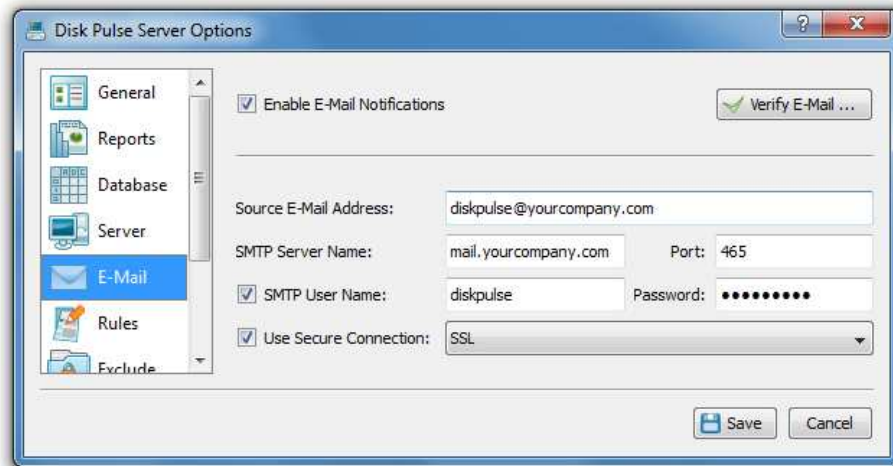 Disk Pulse Server Options
General
Reports
Database
Server
E-Mail
Rules
Exclude
Enable E-Mail Notifications
Verify E-Mail ...
Source E-Mail Address: diskpulse@yourcompany.com
SMTP Server Name: mail.yourcompany.com Port: 465
SMTP User Name: diskpulse Password: •••••••••
Use Secure Connection: SSL
Save Cancel